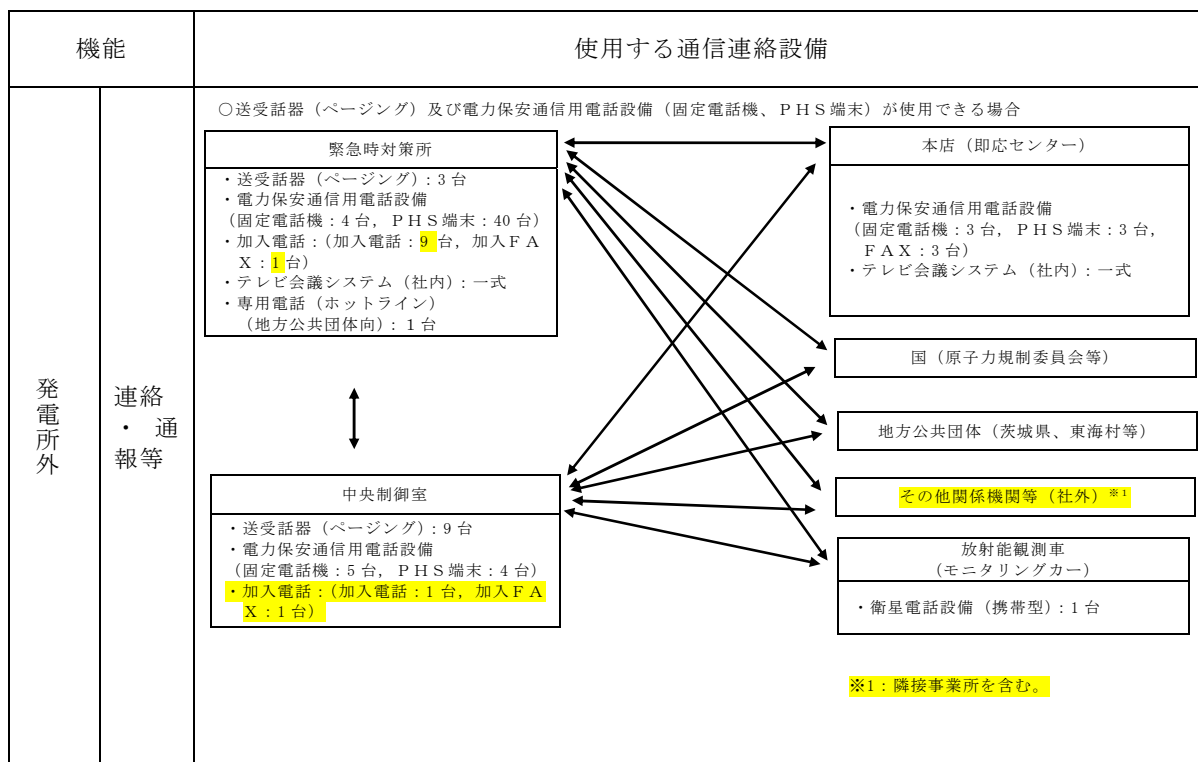 機能
使用する通信連絡設備
発電所外
連絡
・ 通
報等
○送受話器（ページング）及び電力保安通信用電話設備（固定電話機、ＰＨＳ端末）が使用できる場合
緊急時対策所
・送受話器（ページング）：3 台
・電力保安通信用電話設備
（固定電話機：4 台，ＰＨＳ端末：40 台）
・加入電話：（加入電話：9 台，加入ＦＡ
Ｘ：1 台）
・テレビ会議システム（社内）：一式
・専用電話（ホットライン）
（地方公共団体向）：1 台
本店（即応センター）
・電力保安通信用電話設備
（固定電話機：3 台，ＰＨＳ端末：3 台，
ＦＡＸ：3 台）
・テレビ会議システム（社内）：一式
国（原子力規制委員会等）
地方公共団体（茨城県、東海村等）
中央制御室
・送受話器（ページング）：9 台
・電力保安通信用電話設備
（固定電話機：5 台，ＰＨＳ端末：4 台）
・加入電話：（加入電話：1 台，加入ＦＡ
Ｘ：1 台）
その他関係機関等（社外）※1
放射能観測車
（モニタリングカー）
・衛星電話設備（携帯型）：1 台
※1：隣接事業所を含む。